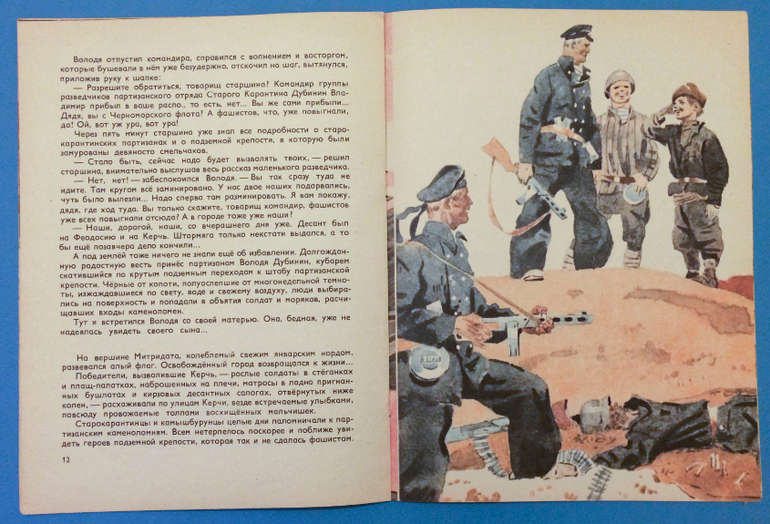 Володя отпустил командира, справился с волнением и восторгом,
которые бушевали в нём уже безудержно, отскочил на шаг, вытянулся,
приложив руку к шапке:
— Разрешите обратиться, товарищ старшина? Командир группы
разведчиков партизанского отряда Старого Карантина Дубинин Вла-
димир прибыл в ваше распо.. то есть, нет... Вы же сами прибыли...
Дядя, вы с Черноморского флота? А фашистов, что, уже повыгнали,
да! Ой, вот уж ура, вот ура!
Через пять минут старшина уже знал все подробности о старо-
карантинских партизанах и о подземной крепости, в которую были
замурованы девяносто смельчаков.
— Стало быть, сейчас надо будет вызволять твоих, — решил
старшина, внимательно выслушав весь рассказ маленького разведчика.
— Нет, нет! — забеспокоился Володя. — Вы так сразу туда не
идите. Там кругом всё заминировано. У нас двое наших подорвались,
чуть было вылезли... Надо сперва там разминировать. Я вам покажу,
дядя, где ход туда. Вы только скажите, товарищ командир, фашистов
уже всех повыгнали отсюда? А в городе тоже уже наши?
— Наши, дорогой, наши, со вчерашнего дня уже. Десант был
на Феодосию и на Керчь. Штормяга только некстати выдался, а то
бы ещё позавчера дело кончили...
А под землёй тоже ничего не знали ещё об избавлении. Долгождан-
ную радостную весть принёс партизанам Володя Дубинин, кубарем
скатившийся по крутым подземным переходам к штабу партизанской
крепости. Чёрные от копоти, полуослепшие от многонедельной темно-
ты, изжаждавшиеся по свету, воде и свежему воздуху, люди выбира-
лись на поверхность и попадали в объятия солдат и моряков, расчи-
щавших входы каменоломен.
Тут и встретился Володя со своей матерью. Она, бедная, уже не
надеялась увидеть своего сына...
На вершине Митридата, колеблемый свежим январским нордом,
развевался алый флаг. Освобождённый город возвращался к жизни...
Победители, вызволившие Керчь, — рослые солдаты в стёганках
и плащ-палатках, наброшенных на плечи, матросы в ладно пригнан-
ных бушлатах и кирзовых десантных сапогах, отвёрнутых ниже
колен, — расхаживали по улицам Керчи, везде встречаемые улыбками,
повсюду провожаемые толпами восхищённых мальчишек.
Старокарантинцы и камышбурунцы целые дни паломничали к пар-
тизанским каменоломням. Всем нетерпелось поскорее и поближе уви-
деть героев подземной крепости, которая так и не сдалась фашистам.
12